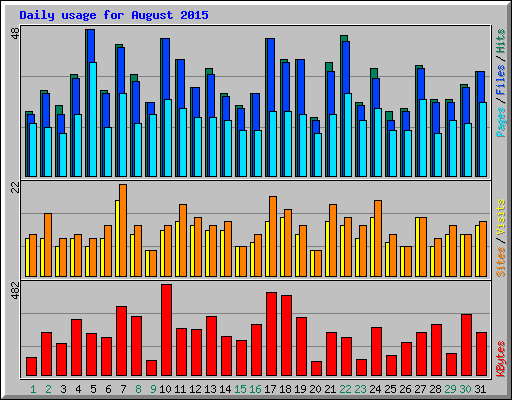 Daily usage for August 2015
48
Pages / Files / Hits
22
Sites / Visits
482
KBytes
1 2 3 4 5 6 7 8 9 10 11 12 13 14 15 16 17 18 19 20 21 22 23 24 25 26 27 28 29 30 31